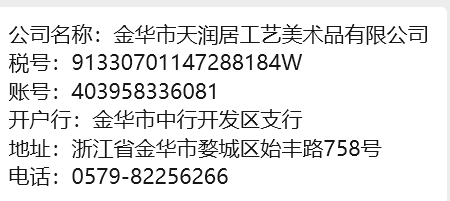 公司名称：金华市天润居工艺美术品有限公司
税号：91330701147288184W
账号：403958336081
开户行：金华市中行开发区支行
地址：浙江省金华市婺城区始丰路758号
电话：0579-82256266